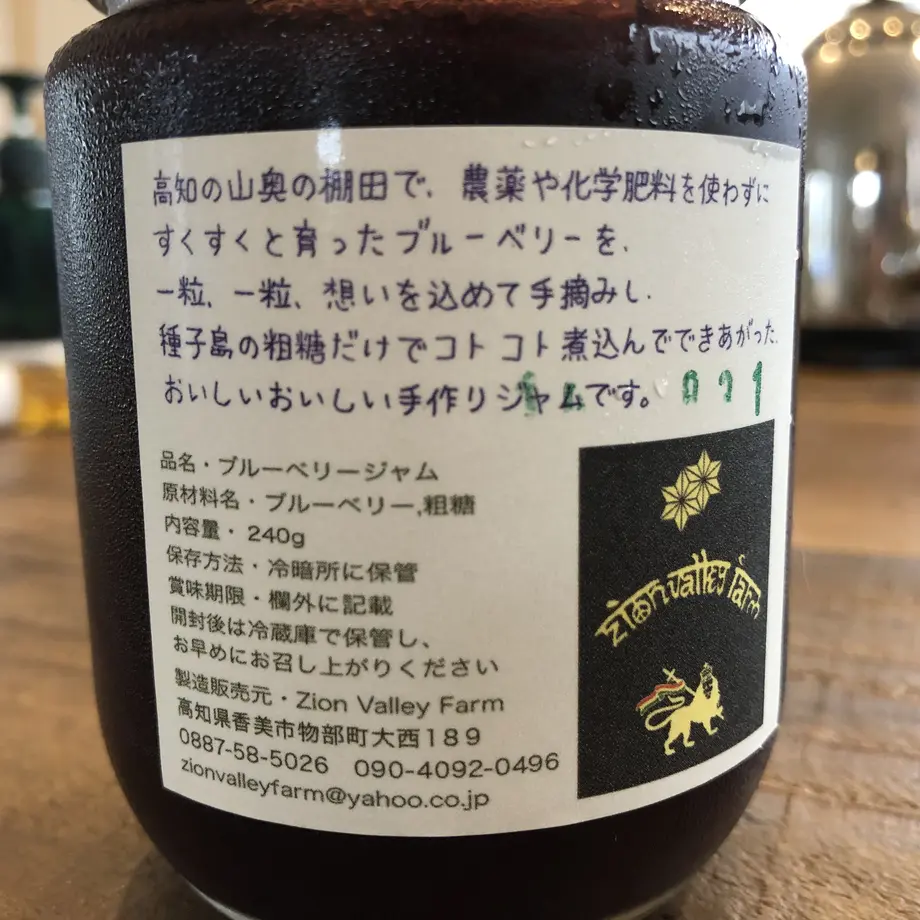 高知の山奥の棚田で、農薬や化学肥料を使わずに
すくすくと育ったブルーベリーを、
一粒、一粒、想いを込めて手摘みし、
種子島の粗糖だけでコトコト煮込んでできあがった、
おいしいおいしい手作りジャムです。
品名・ブルーベリージャム
原材料名・ブルーベリー,粗糖
内容量・240g
保存方法・冷暗所に保管
賞味期限・欄外に記載
開封後は冷蔵庫で保管し、
お早めにお召し上がりください
製造販売元・Zion Valley Farm
高知県香美市物部町大西189
0887-58-5026 090-4092-0496
zionvalleyfarm@yahoo.co.jp
zion valley farm